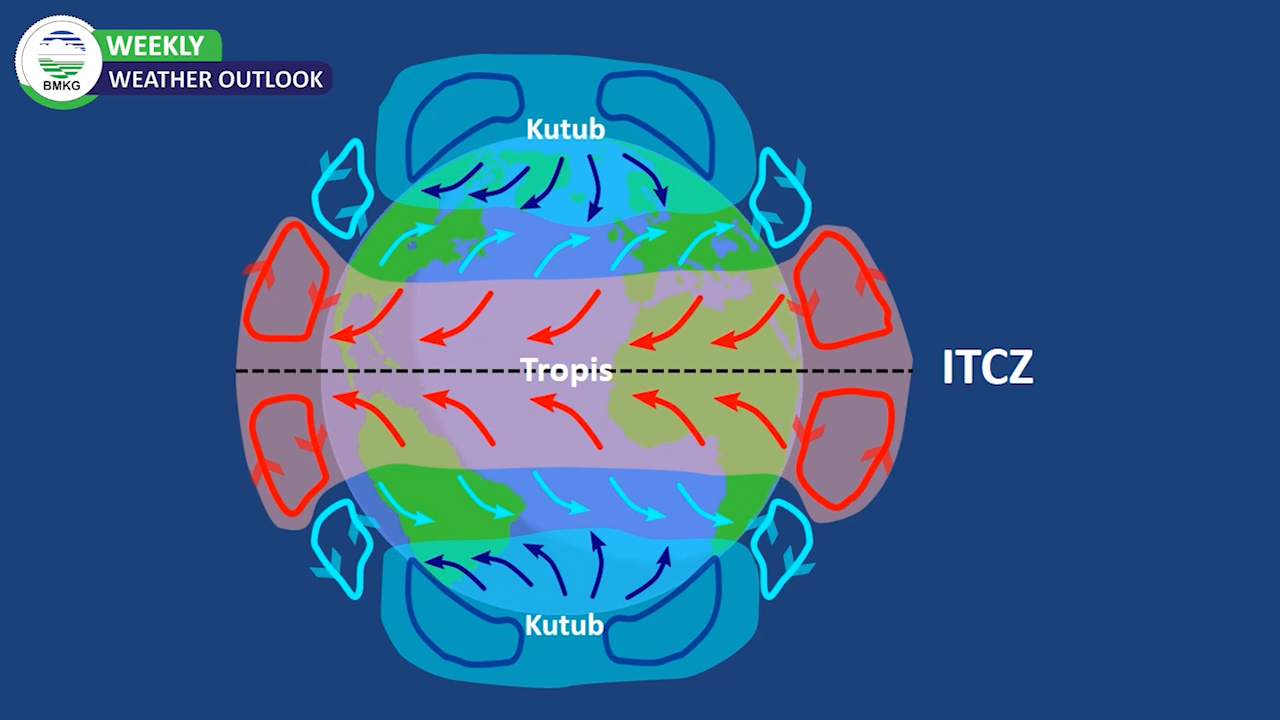 WEEKLY
WEATHER OUTLOOK
BMKG
Kutub
Tropis
ITCZ
Kutub